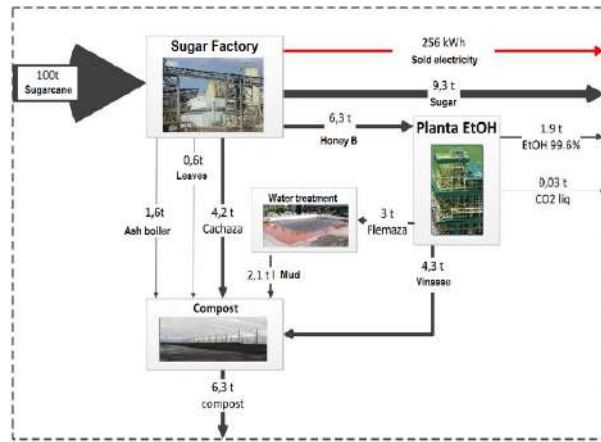 Sugar Factory
256 kWh
Sold electricity
100t
Sugarcane
9,3 t
Sugar
6,3 t
Honey B
Planta EtOH
1.9 t
EtOH 99.6%
0,6t
Leaves
0,03 t
CO2 liq
1,6t
Ash boiler
4,2 t
Cachaza
Water treatment
3 t
Flemaza
2,1 t
Mud
4,3 t
Vinasse
Compost
6,3 t
compost